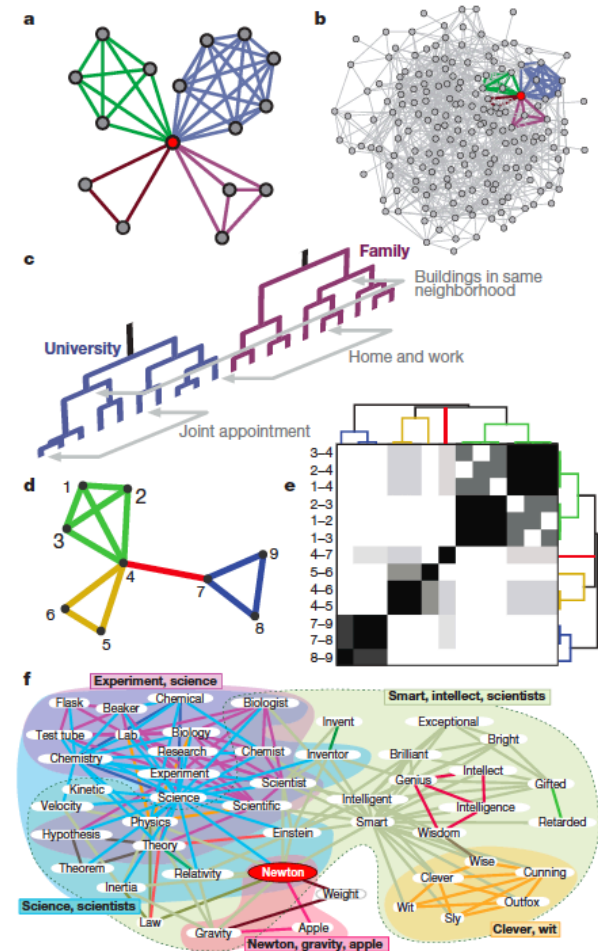 a
b
c
Family
Buildings in same
neighborhood
University
Home and work
Joint appointment
d
1
2
3
4
5
6
7
8
9
e
3–4
2–4
1–4
2–3
1–2
1–3
4–7
5–6
4–6
4–5
7–9
7–8
8–9
f
Experiment, science
Smart, intellect, scientists
Flask
Beaker
Chemical
Biologist
Test tube
Lab
Biology
Chemistry
Research
Chemist
Invent
Inventor
Exceptional
Bright
Brilliant
Experiment
Kinetic
Scientist
Velocity
Science
Scientific
Genius
Intellect
Gifted
Intelligent
Intelligence
Retarded
Hypothesis
Physics
Theory
Einstein
Smart
Wisdom
Theorem
Inertia
Relativity
Newton
Wise
Clever
Cunning
Science, scientists
Law
Weight
Wit
Outfox
Sly
Gravity
Apple
Newton, gravity, apple
Clever, wit